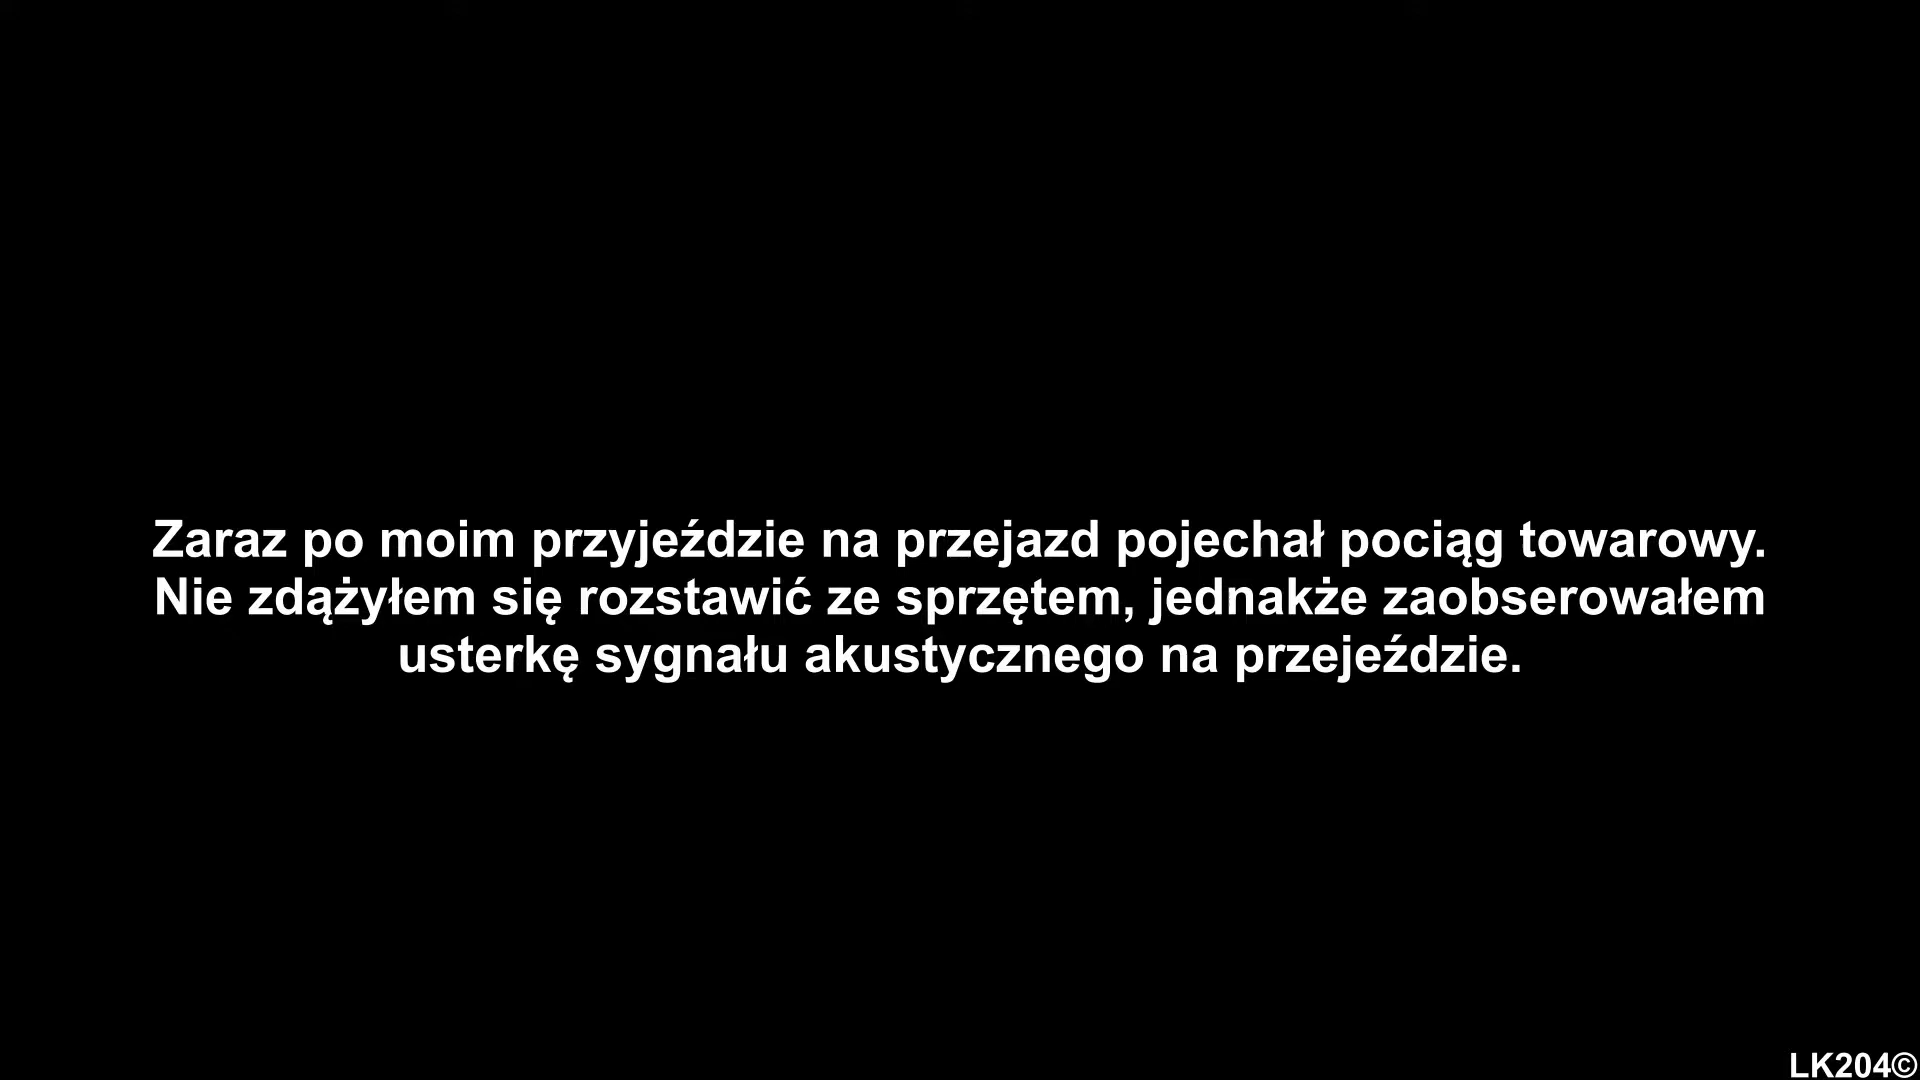 Zaraz po moim przyjeździe na przejazd pojechał pociąg towarowy.
Nie zdążyłem się rozstawić ze sprzętem, jednakże zaobserowałem
usterkę sygnału akustycznego na przejeździe.
LK204©